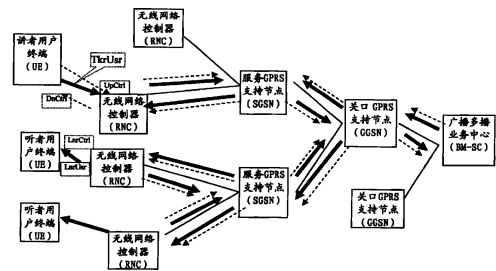 无线网络
控制器
(RNC)
讲者用户
终端
(UE)
TkrUsr
UpCtrl
DnCtrl
无线网络
控制器
(RNC)
服务GPRS
支持节点
(SGSN)
关口 GPRS
支持节点
(GGSN)
广播多播
业务中心
(BM-SC)
听者用
户终端
(UE)
LsrCtrl
LsrUsr
无线网络
控制器
(RNC)
服务GPRS
支持节点
(SGSN)
关口GPRS
支持节点
(GGSN)
听者用
户终端
(UE)
无线网络
控制器
(RNC)